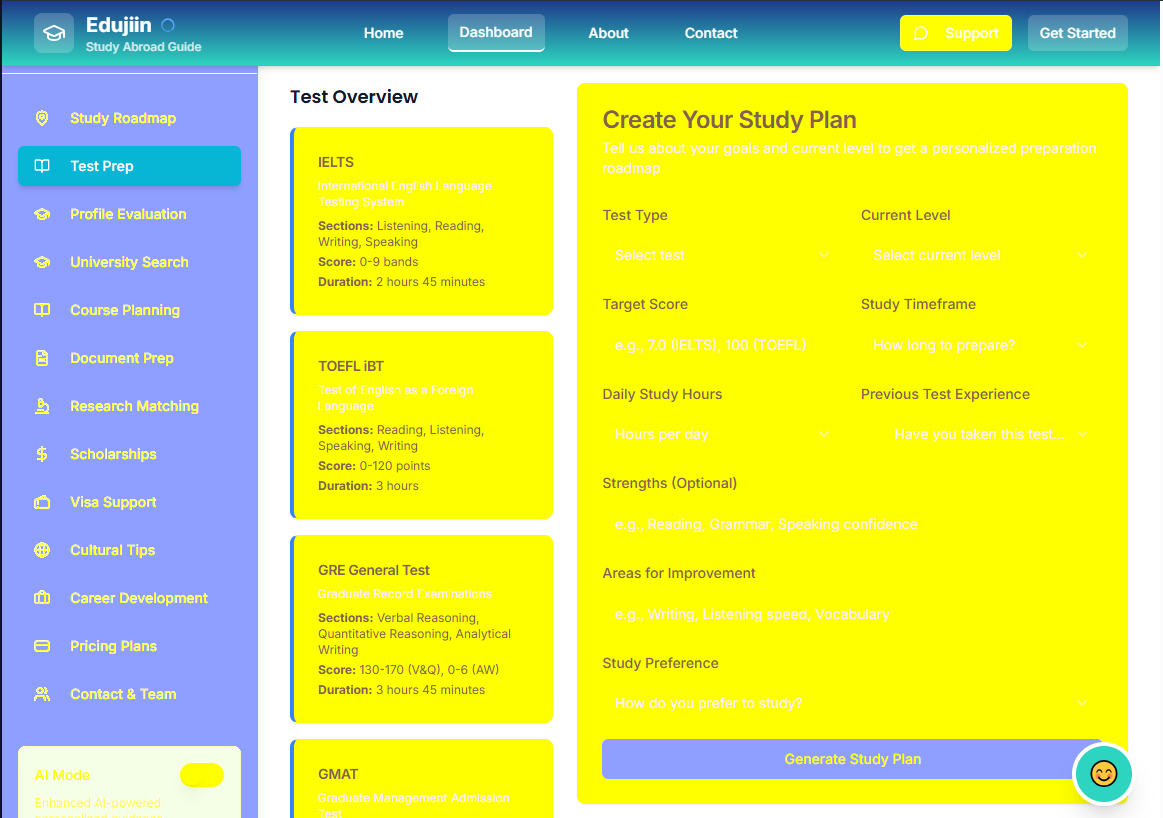 Edujiin
Study Abroad Guide
Home
Dashboard
About
Contact
Support
Get Started
Study Roadmap
Test Prep
Profile Evaluation
University Search
Course Planning
Document Prep
Research Matching
Scholarships
Visa Support
Cultural Tips
Career Development
Pricing Plans
Contact & Team
AI Mode
Enhanced AI-powered
Test Overview
IELTS
International English Language
Testing System
Sections: Listening, Reading,
Writing, Speaking
Score: 0-9 bands
Duration: 2 hours 45 minutes
TOEFL iBT
Test of English as a Foreign
Language
Sections: Reading, Listening,
Speaking, Writing
Score: 0-120 points
Duration: 3 hours
GRE General Test
Graduate Record Examinations
Sections: Verbal Reasoning,
Quantitative Reasoning, Analytical
Writing
Score: 130-170 (V&Q), 0-6 (AW)
Duration: 3 hours 45 minutes
GMAT
Graduate Management Admission
Test
Create Your Study Plan
Tell us about your goals and current level to get a personalized preparation
roadmap
Test Type
Select test
Current Level
Select current level
Target Score
e.g., 7.0 (IELTS), 100 (TOEFL)
Study Timeframe
How long to prepare?
Daily Study Hours
Hours per day
Previous Test Experience
Have you taken this test...
Strengths (Optional)
e.g., Reading, Grammar, Speaking confidence
Areas for Improvement
e.g., Writing, Listening speed, Vocabulary
Study Preference
How do you prefer to study?
Generate Study Plan